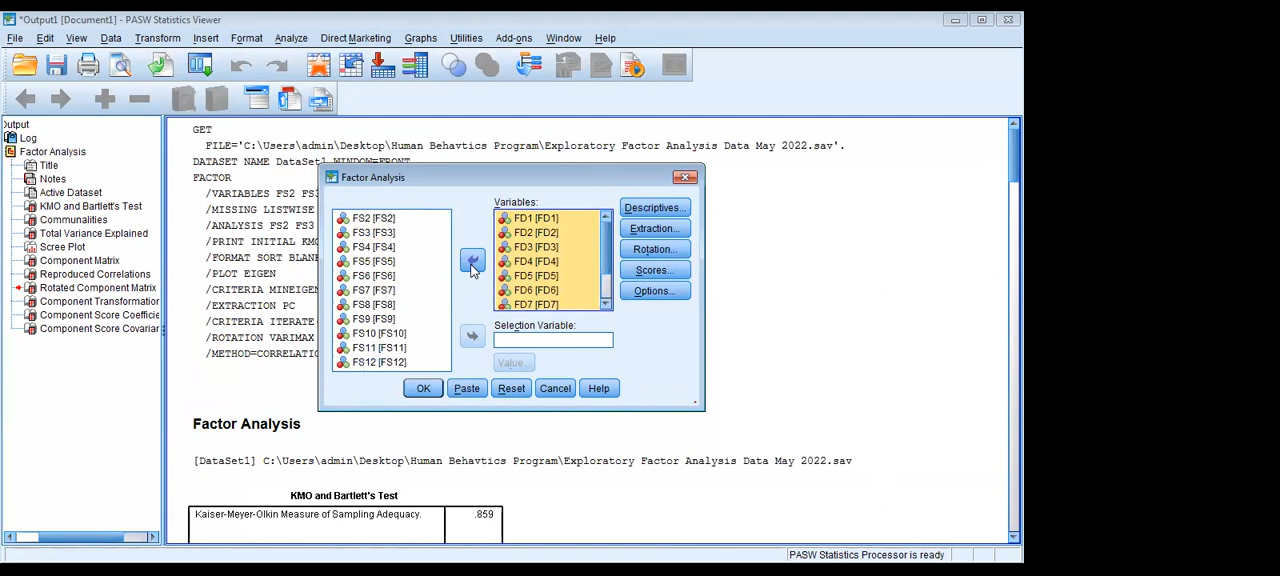 *Output1 [Document1] - PASW Statistics Viewer
File Edit View Data Transform Insert Format Analyze Direct Marketing Graphs Utilities Add-ons Window Help
Output
Log
Factor Analysis
Title
Notes
Active Dataset
KMO and Bartlett's Test
Communalities
Total Variance Explained
Scree Plot
Component Matrix
Reproduced Correlations
Rotated Component Matrix
Component Transformation
Component Score Coefficie
Component Score Covarian
GET
FILE='C:\Users\admin\Desktop\Human Behavtics Program\Exploratory Factor Analysis Data May 2022.sav'.
DATASET NAME DataSet1 WINDOW=FRONT.
FACTOR
/VARIABLES FS2 FS3
/MISSING LISTWISE
/ANALYSIS FS2 FS3
/PRINT INITIAL KMO
/FORMAT SORT BLANK
/PLOT EIGEN
/CRITERIA MINEIGEN
/EXTRACTION PC
/CRITERIA ITERATE
/ROTATION VARIMAX
/METHOD=CORRELATIO
Factor Analysis
FS2 [FS2]
FS3 [FS3]
FS4 [FS4]
FS5 [FS5]
FS6 [FS6]
FS7 [FS7]
FS8 [FS8]
FS9 [FS9]
FS10 [FS10]
FS11 [FS11]
FS12 [FS12]
Variables:
FD1 [FD1]
FD2 [FD2]
FD3 [FD3]
FD4 [FD4]
FD5 [FD5]
FD6 [FD6]
FD7 [FD7]
Selection Variable:
Value...
Descriptives...
Extraction...
Rotation...
Scores...
Options...
OK Paste Reset Cancel Help
Factor Analysis
[DataSet1] C:\Users\admin\Desktop\Human Behavtics Program\Exploratory Factor Analysis Data May 2022.sav
KMO and Bartlett's Test
Kaiser-Meyer-Olkin Measure of Sampling Adequacy. .859
PASW Statistics Processor is ready